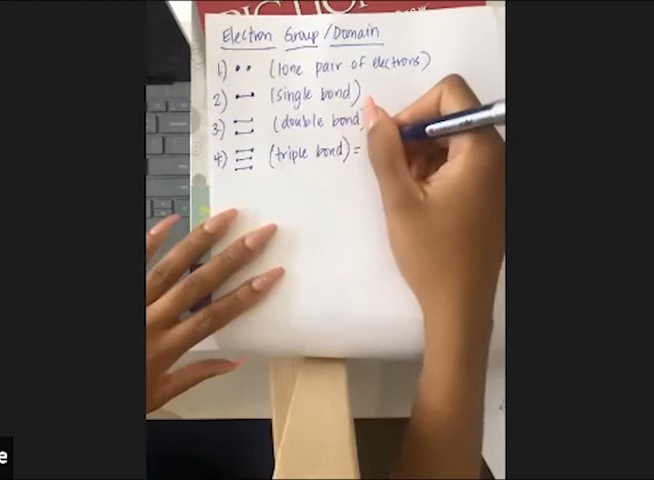 Electron Group/Domain
1) •• (lone pair of electrons)
2) — (single bond)
3) (double bond
4) (triple bond) =
e